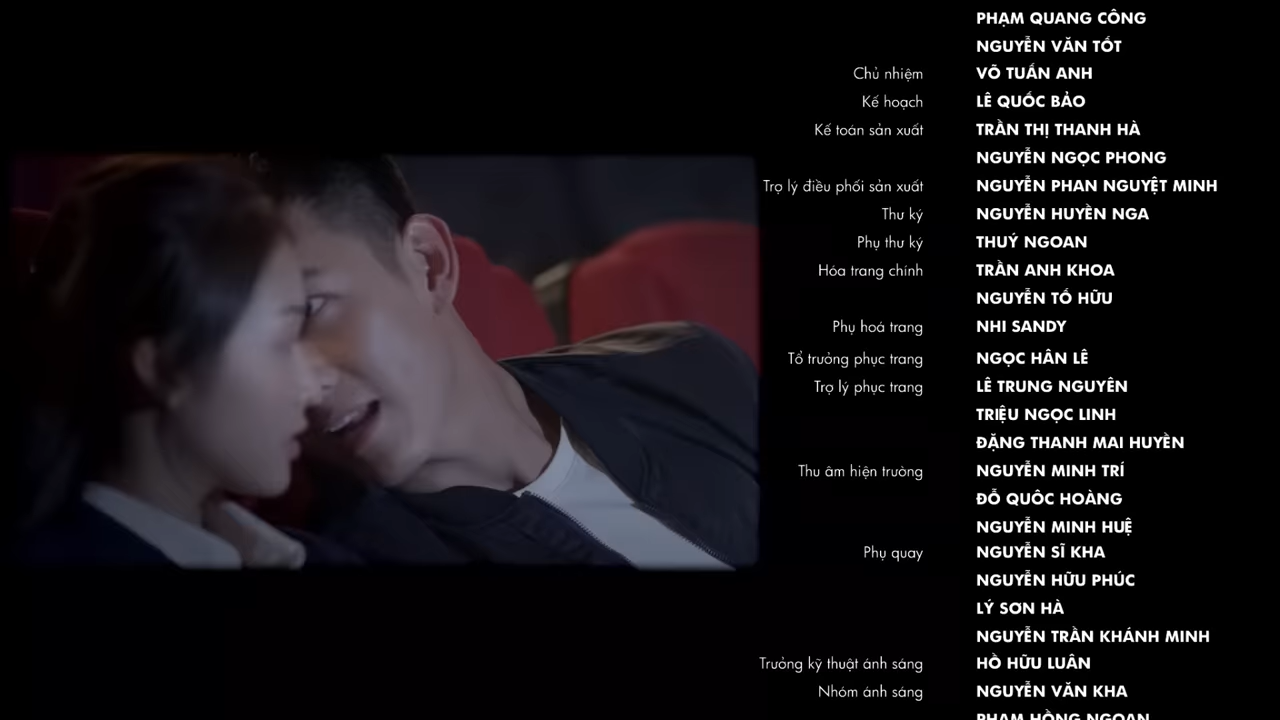 PHẠM QUANG CÔNG
NGUYỄN VĂN TỐT
Chủ nhiệm VÕ TUẤN ANH
Kế hoạch LÊ QUỐC BẢO
Kế toán sản xuất TRẦN THỊ THANH HÀ
NGUYỄN NGỌC PHONG
Trợ lý điều phối sản xuất NGUYỄN PHAN NGUYỆT MINH
Thư ký NGUYỄN HUYỀN NGA
Phụ thư ký THUÝ NGOAN
Hóa trang chính TRẦN ANH KHOA
NGUYỄN TỐ HỮU
Phụ hoá trang NHI SANDY
Tổ trưởng phục trang NGỌC HÂN LÊ
Trợ lý phục trang LÊ TRUNG NGUYÊN
TRIỆU NGỌC LINH
ĐẶNG THANH MAI HUYỀN
Thu âm hiện trường NGUYỄN MINH TRÍ
ĐỖ QUÔC HOÀNG
NGUYỄN MINH HUỆ
Phụ quay NGUYỄN SĨ KHA
NGUYỄN HỮU PHÚC
LÝ SƠN HÀ
NGUYỄN TRẦN KHÁNH MINH
Trưởng kỹ thuật ánh sáng HỒ HỮU LUÂN
Nhóm ánh sáng NGUYỄN VĂN KHA
PHẠM HỒNG NGOAN